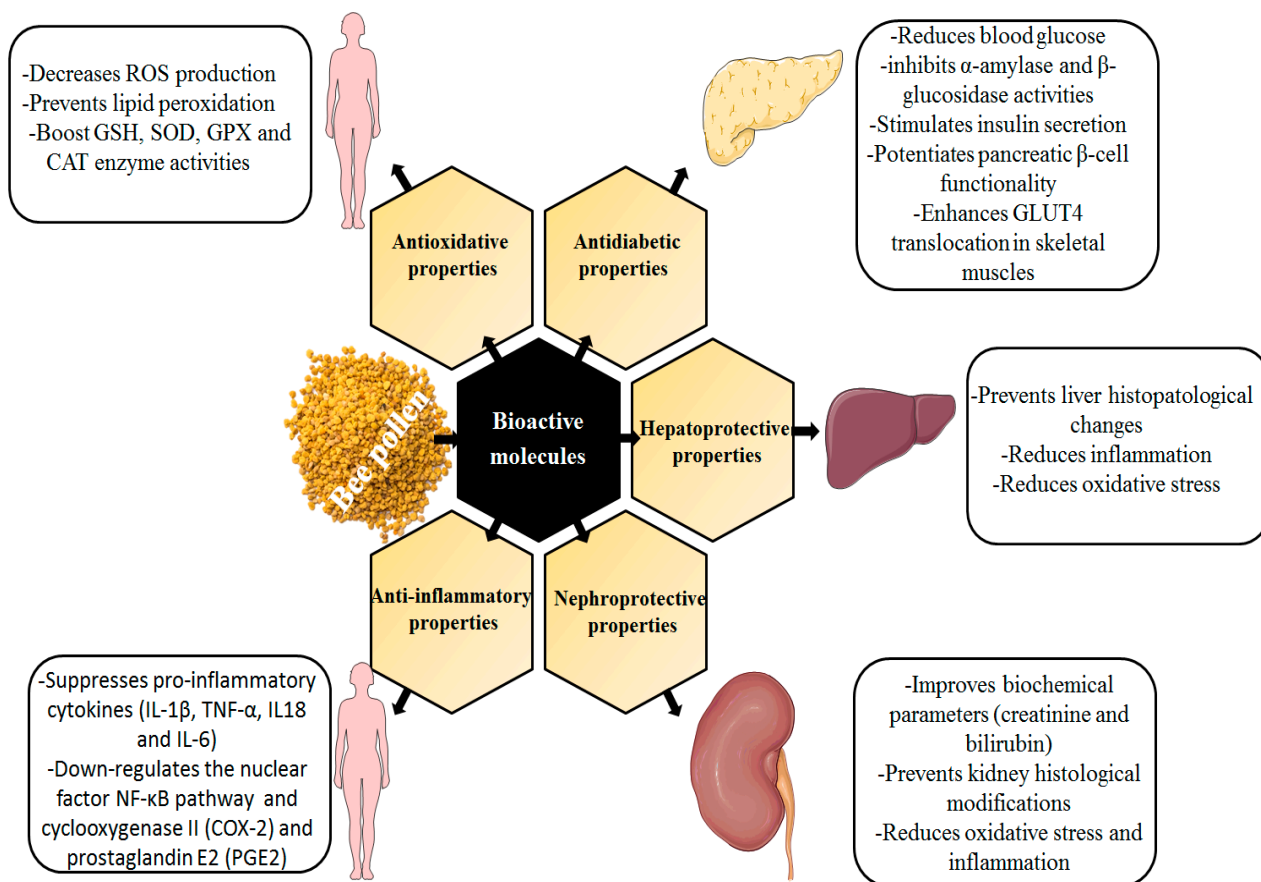 -Decreases ROS production
-Prevents lipid peroxidation
-Boost GSH, SOD, GPX and
CAT enzyme activities
-Reduces blood glucose
-inhibits α-amylase and β-
glucosidase activities
-Stimulates insulin secretion
-Potentiates pancreatic β-cell
functionality
-Enhances GLUT4
translocation in skeletal
muscles
Antioxidative
properties
Antidiabetic
properties
Bee pollen
Bioactive
molecules
Hepatoprotective
properties
-Prevents liver histopatological
changes
-Reduces inflammation
-Reduces oxidative stress
Anti-inflammatory
properties
Nephroprotective
properties
-Suppresses pro-inflammatory
cytokines (IL-1β, TNF-α, IL18
and IL-6)
-Down-regulates the nuclear
factor NF-κB pathway and
cyclooxygenase II (COX-2) and
prostaglandin E2 (PGE2)
-Improves biochemical
parameters (creatinine and
bilirubin)
-Prevents kidney histological
modifications
-Reduces oxidative stress and
inflammation